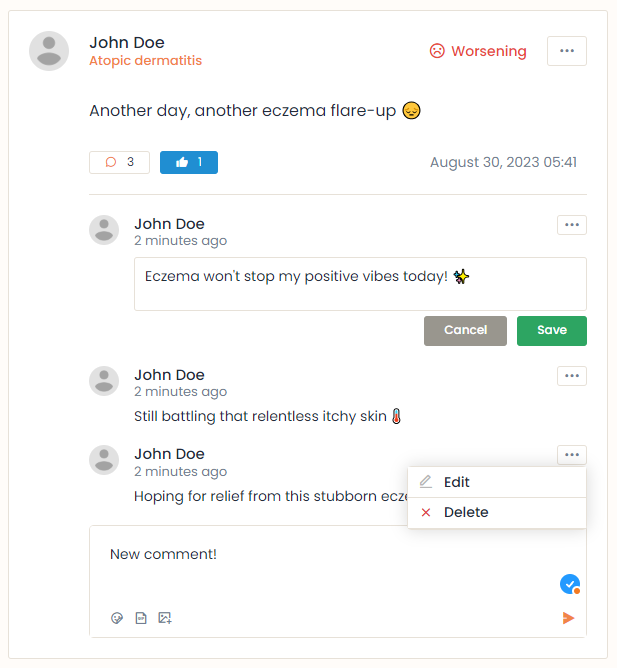 John Doe
Atopic dermatitis
Worsening
Another day, another eczema flare-up 😔
3
1
August 30, 2023 05:41
John Doe
2 minutes ago
Eczema won't stop my positive vibes today! ✨
Cancel
Save
John Doe
2 minutes ago
Still battling that relentless itchy skin 🌡️
John Doe
2 minutes ago
Hoping for relief from this stubborn
Edit
Delete
New comment!